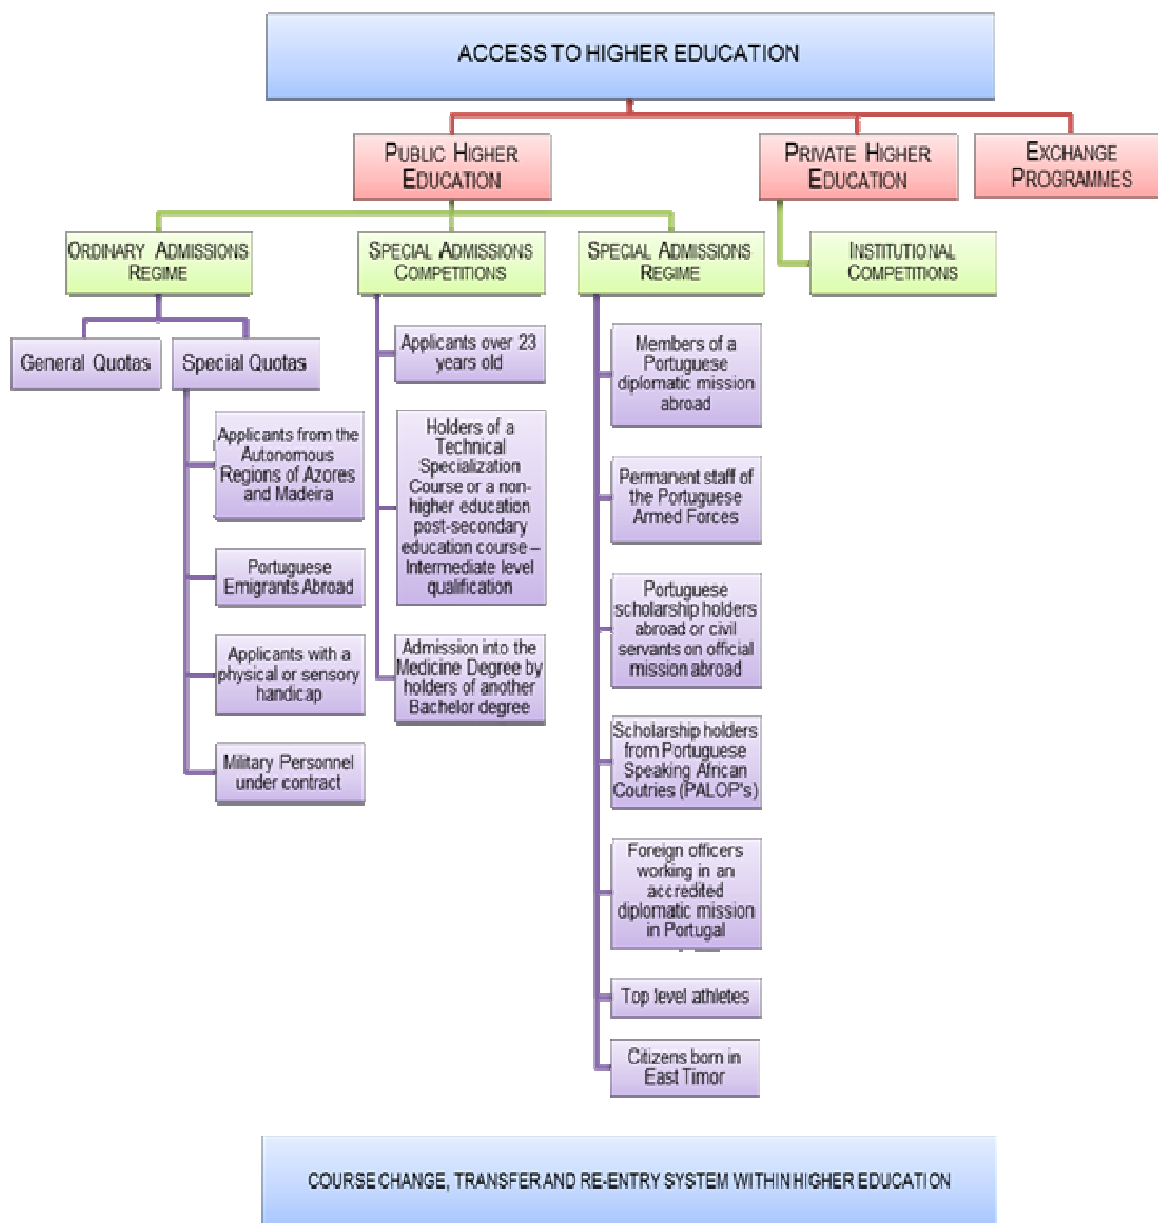 ACCESS TO HIGHER EDUCATION
PUBLIC HIGHER
EDUCATION
PRIVATE HIGHER
EDUCATION
EXCHANGE
PROGRAMMES
ORDINARY ADMISSIONS
REGIME
SPECIAL ADMISSIONS
COMPETITIONS
SPECIAL ADMISSIONS
REGIME
INSTITUTIONAL
COMPETITIONS
General Quotas
Special Quotas
Applicants from the
Autonomous
Regions of Azores
and Madeira
Portuguese
Emigrants Abroad
Applicants with a
physical or sensory
handicap
Military Personnel
under contract
Applicants over 23
years old
Holders of a
Technical
Specialization
Course or a non-
higher education
post-secondary
education course –
Intermediate level
qualification
Admission into the
Medicine Degree by
holders of another
Bachelor degree
Members of a
Portuguese
diplomatic mission
abroad
Permanent staff of
the Portuguese
Armed Forces
Portuguese
scholarship holders
abroad or civil
servants on official
mission abroad
Scholarship holders
from Portuguese
Speaking African
Coutries (PALOP's)
Foreign officers
working in an
accredited
diplomatic mission
in Portugal
Top level athletes
Citizens born in
East Timor
COURSE CHANGE, TRANSFER AND RE-ENTRY SYSTEM WITHIN HIGHER EDUCATION